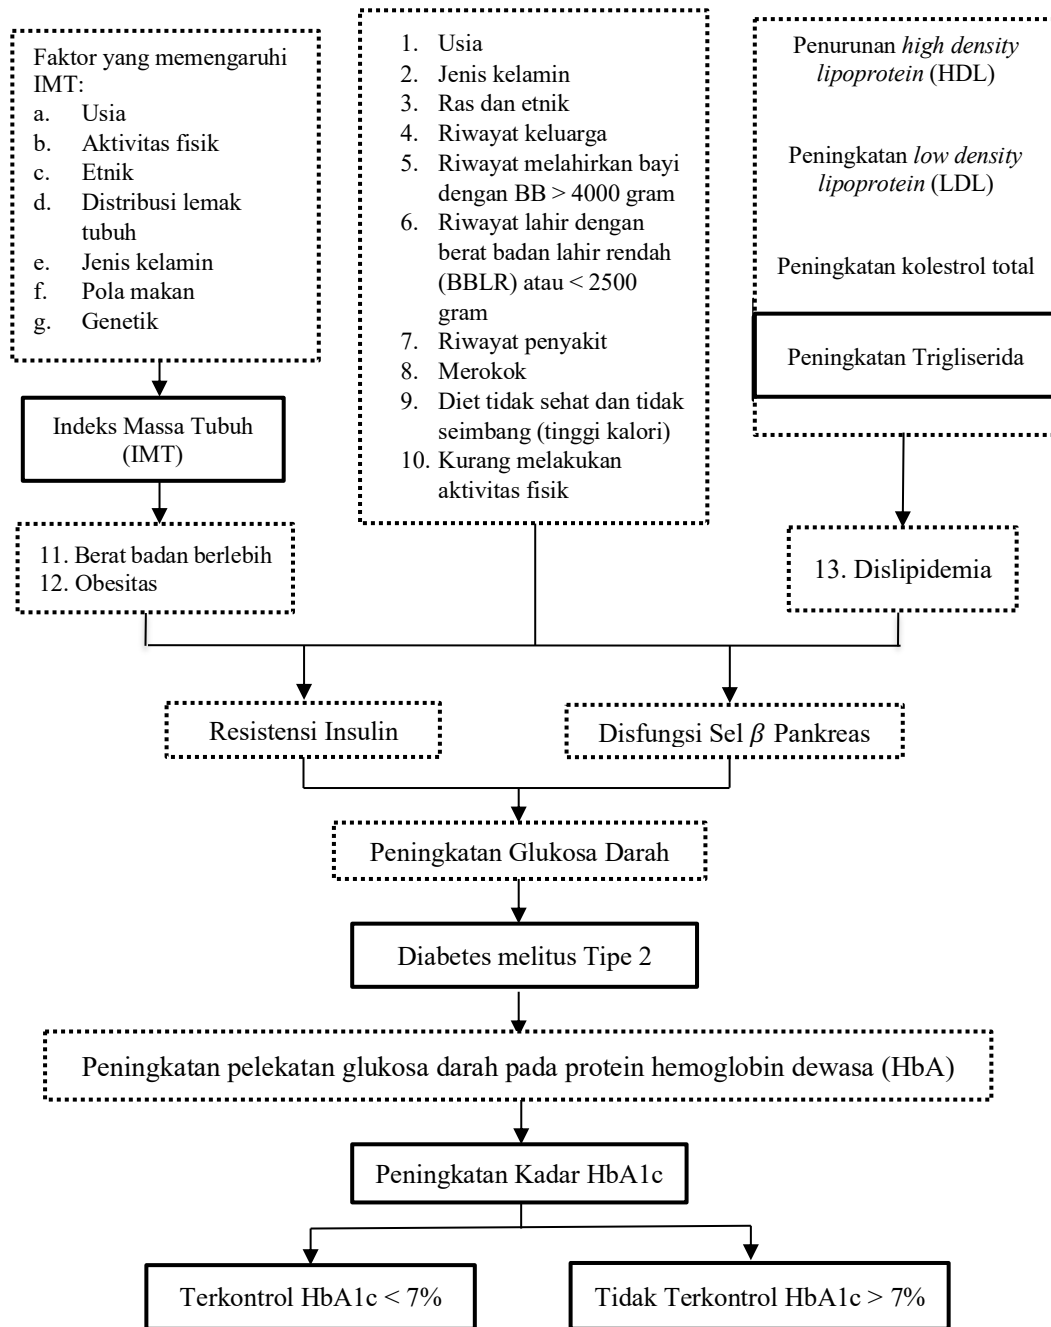 Faktor yang memengaruhi
IMT:
a. Usia
b. Aktivitas fisik
c. Etnik
d. Distribusi lemak
tubuh
e. Jenis kelamin
f. Pola makan
g. Genetik
Indeks Massa Tubuh
(IMT)
11. Berat badan berlebih
12. Obesitas
1. Usia
2. Jenis kelamin
3. Ras dan etnik
4. Riwayat keluarga
5. Riwayat melahirkan bayi
dengan BB > 4000 gram
6. Riwayat lahir dengan
berat badan lahir rendah
(BBLR) atau < 2500
gram
7. Riwayat penyakit
8. Merokok
9. Diet tidak sehat dan tidak
seimbang (tinggi kalori)
10. Kurang melakukan
aktivitas fisik
Penurunan high density
lipoprotein (HDL)
Peningkatan low density
lipoprotein (LDL)
Peningkatan kolestrol total
Peningkatan Trigliserida
13. Dislipidemia
Resistensi Insulin
Disfungsi Sel β Pankreas
Peningkatan Glukosa Darah
Diabetes melitus Tipe 2
Peningkatan pelekatan glukosa darah pada protein hemoglobin dewasa (HbA)
Peningkatan Kadar HbA1c
Terkontrol HbA1c < 7%
Tidak Terkontrol HbA1c > 7%